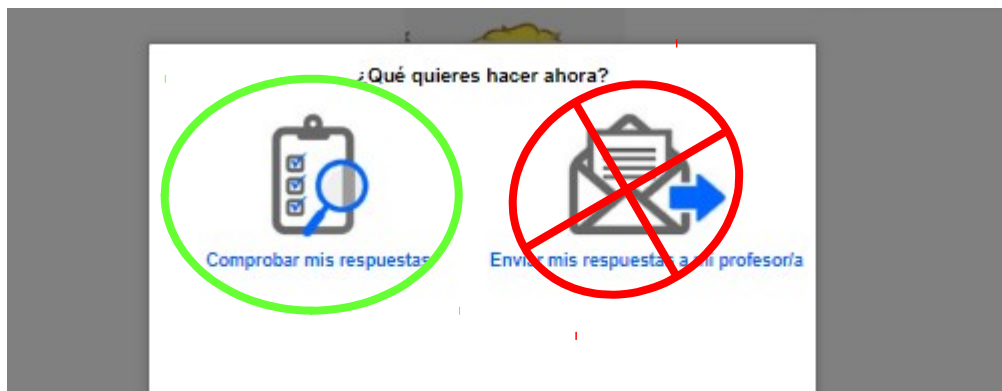 ¿Qué quieres hacer ahora?
Comprobar mis respuestas
Enviar mis respuestas a mi profesor/a